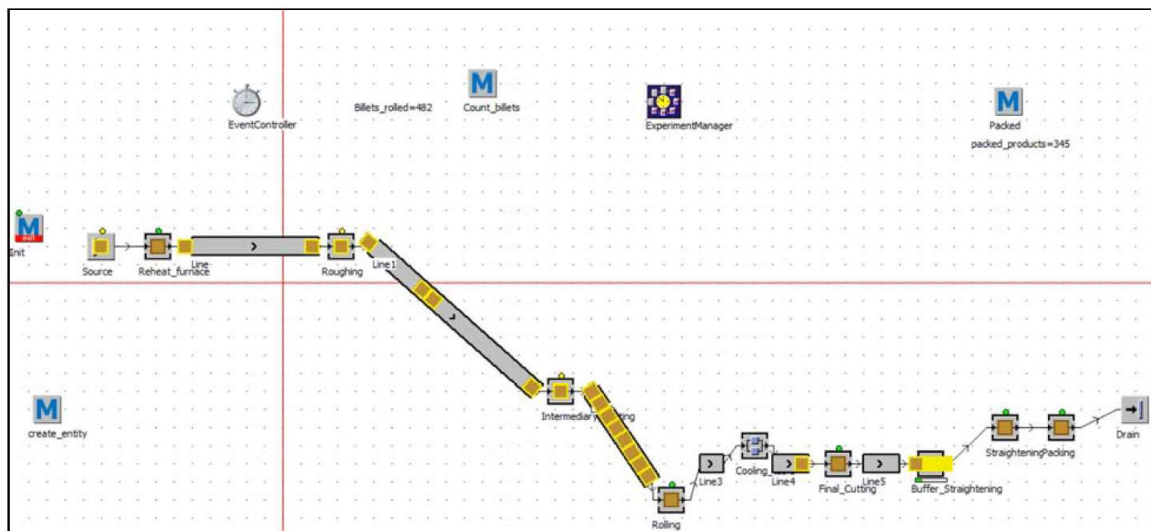 M
Count_billets
EventController
Billets_rolled=482
ExperimentManager
M
Packed
packed_products=345
M
INIT
Init
Source
Reheat_furnace
Line
Roughing
Line1
M
create_entity
Rolling
Line3
Line4
Final_Cutting
Line5
Buffer_Straightening
Straightening
Packing
Drain